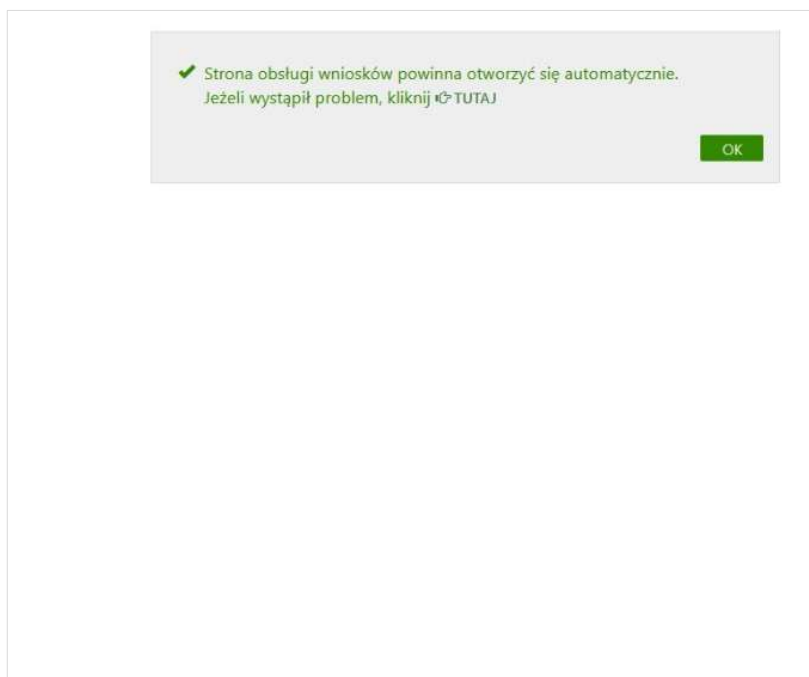 Strona obsługi wniosków powinna otworzyć się automatycznie.
Jeżeli wystąpił problem, kliknij TUTAJ
OK